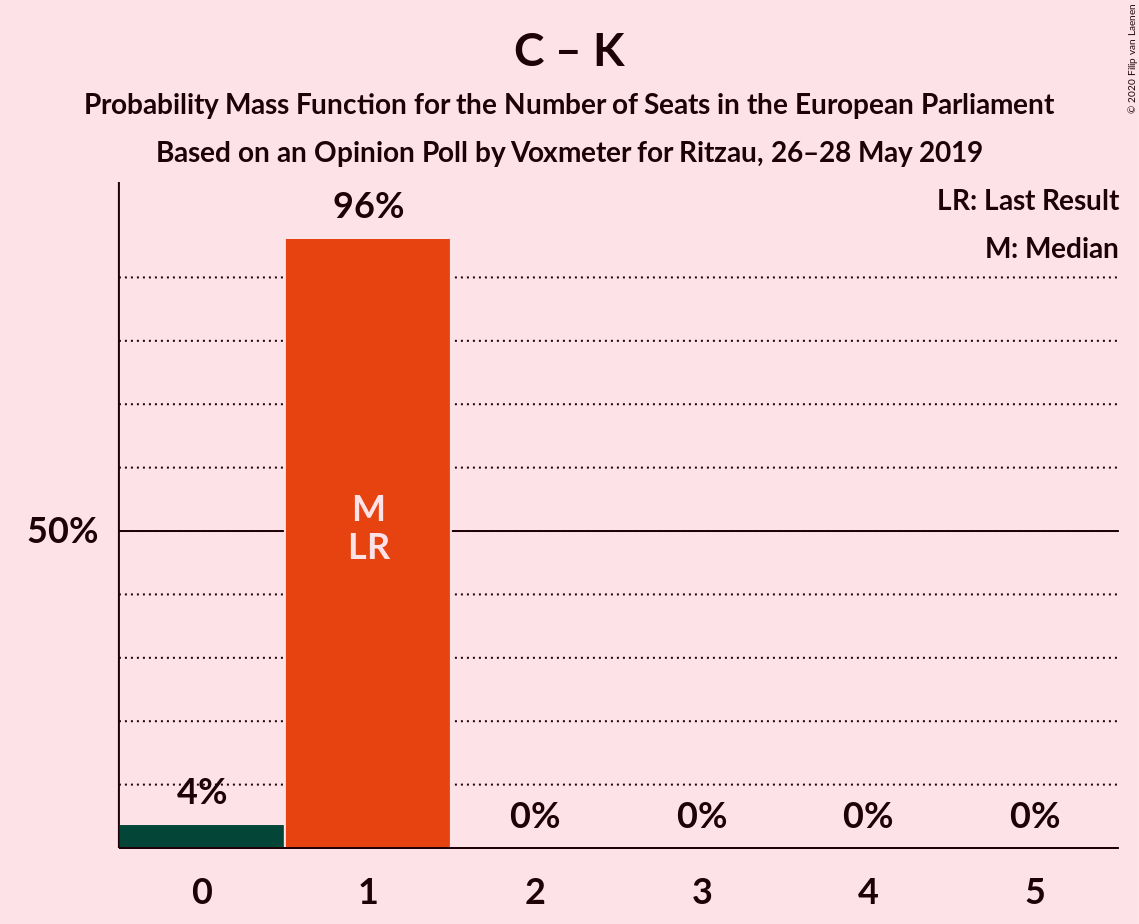 C – K
Probability Mass Function for the Number of Seats in the European Parliament
Based on an Opinion Poll by Voxmeter for Ritzau, 26–28 May 2019
© 2020 Filip van Laenen
LR: Last Result
M: Median
96%
M
LR
50%
4%
0%
0%
0%
0%
0
1
2
3
4
5